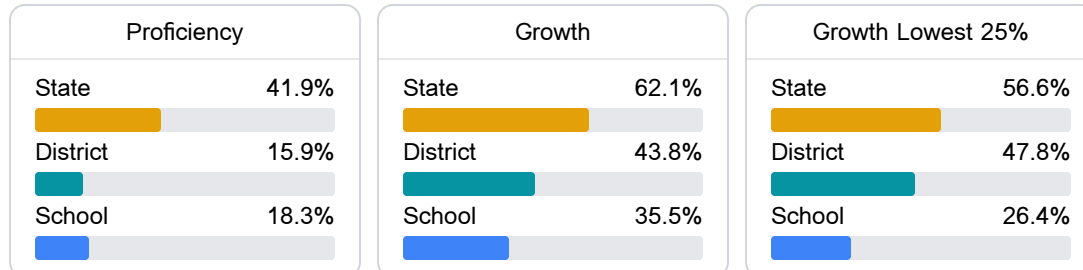 Proficiency
State 41.9%
District 15.9%
School 18.3%
Growth
State 62.1%
District 43.8%
School 35.5%
Growth Lowest 25%
State 56.6%
District 47.8%
School 26.4%